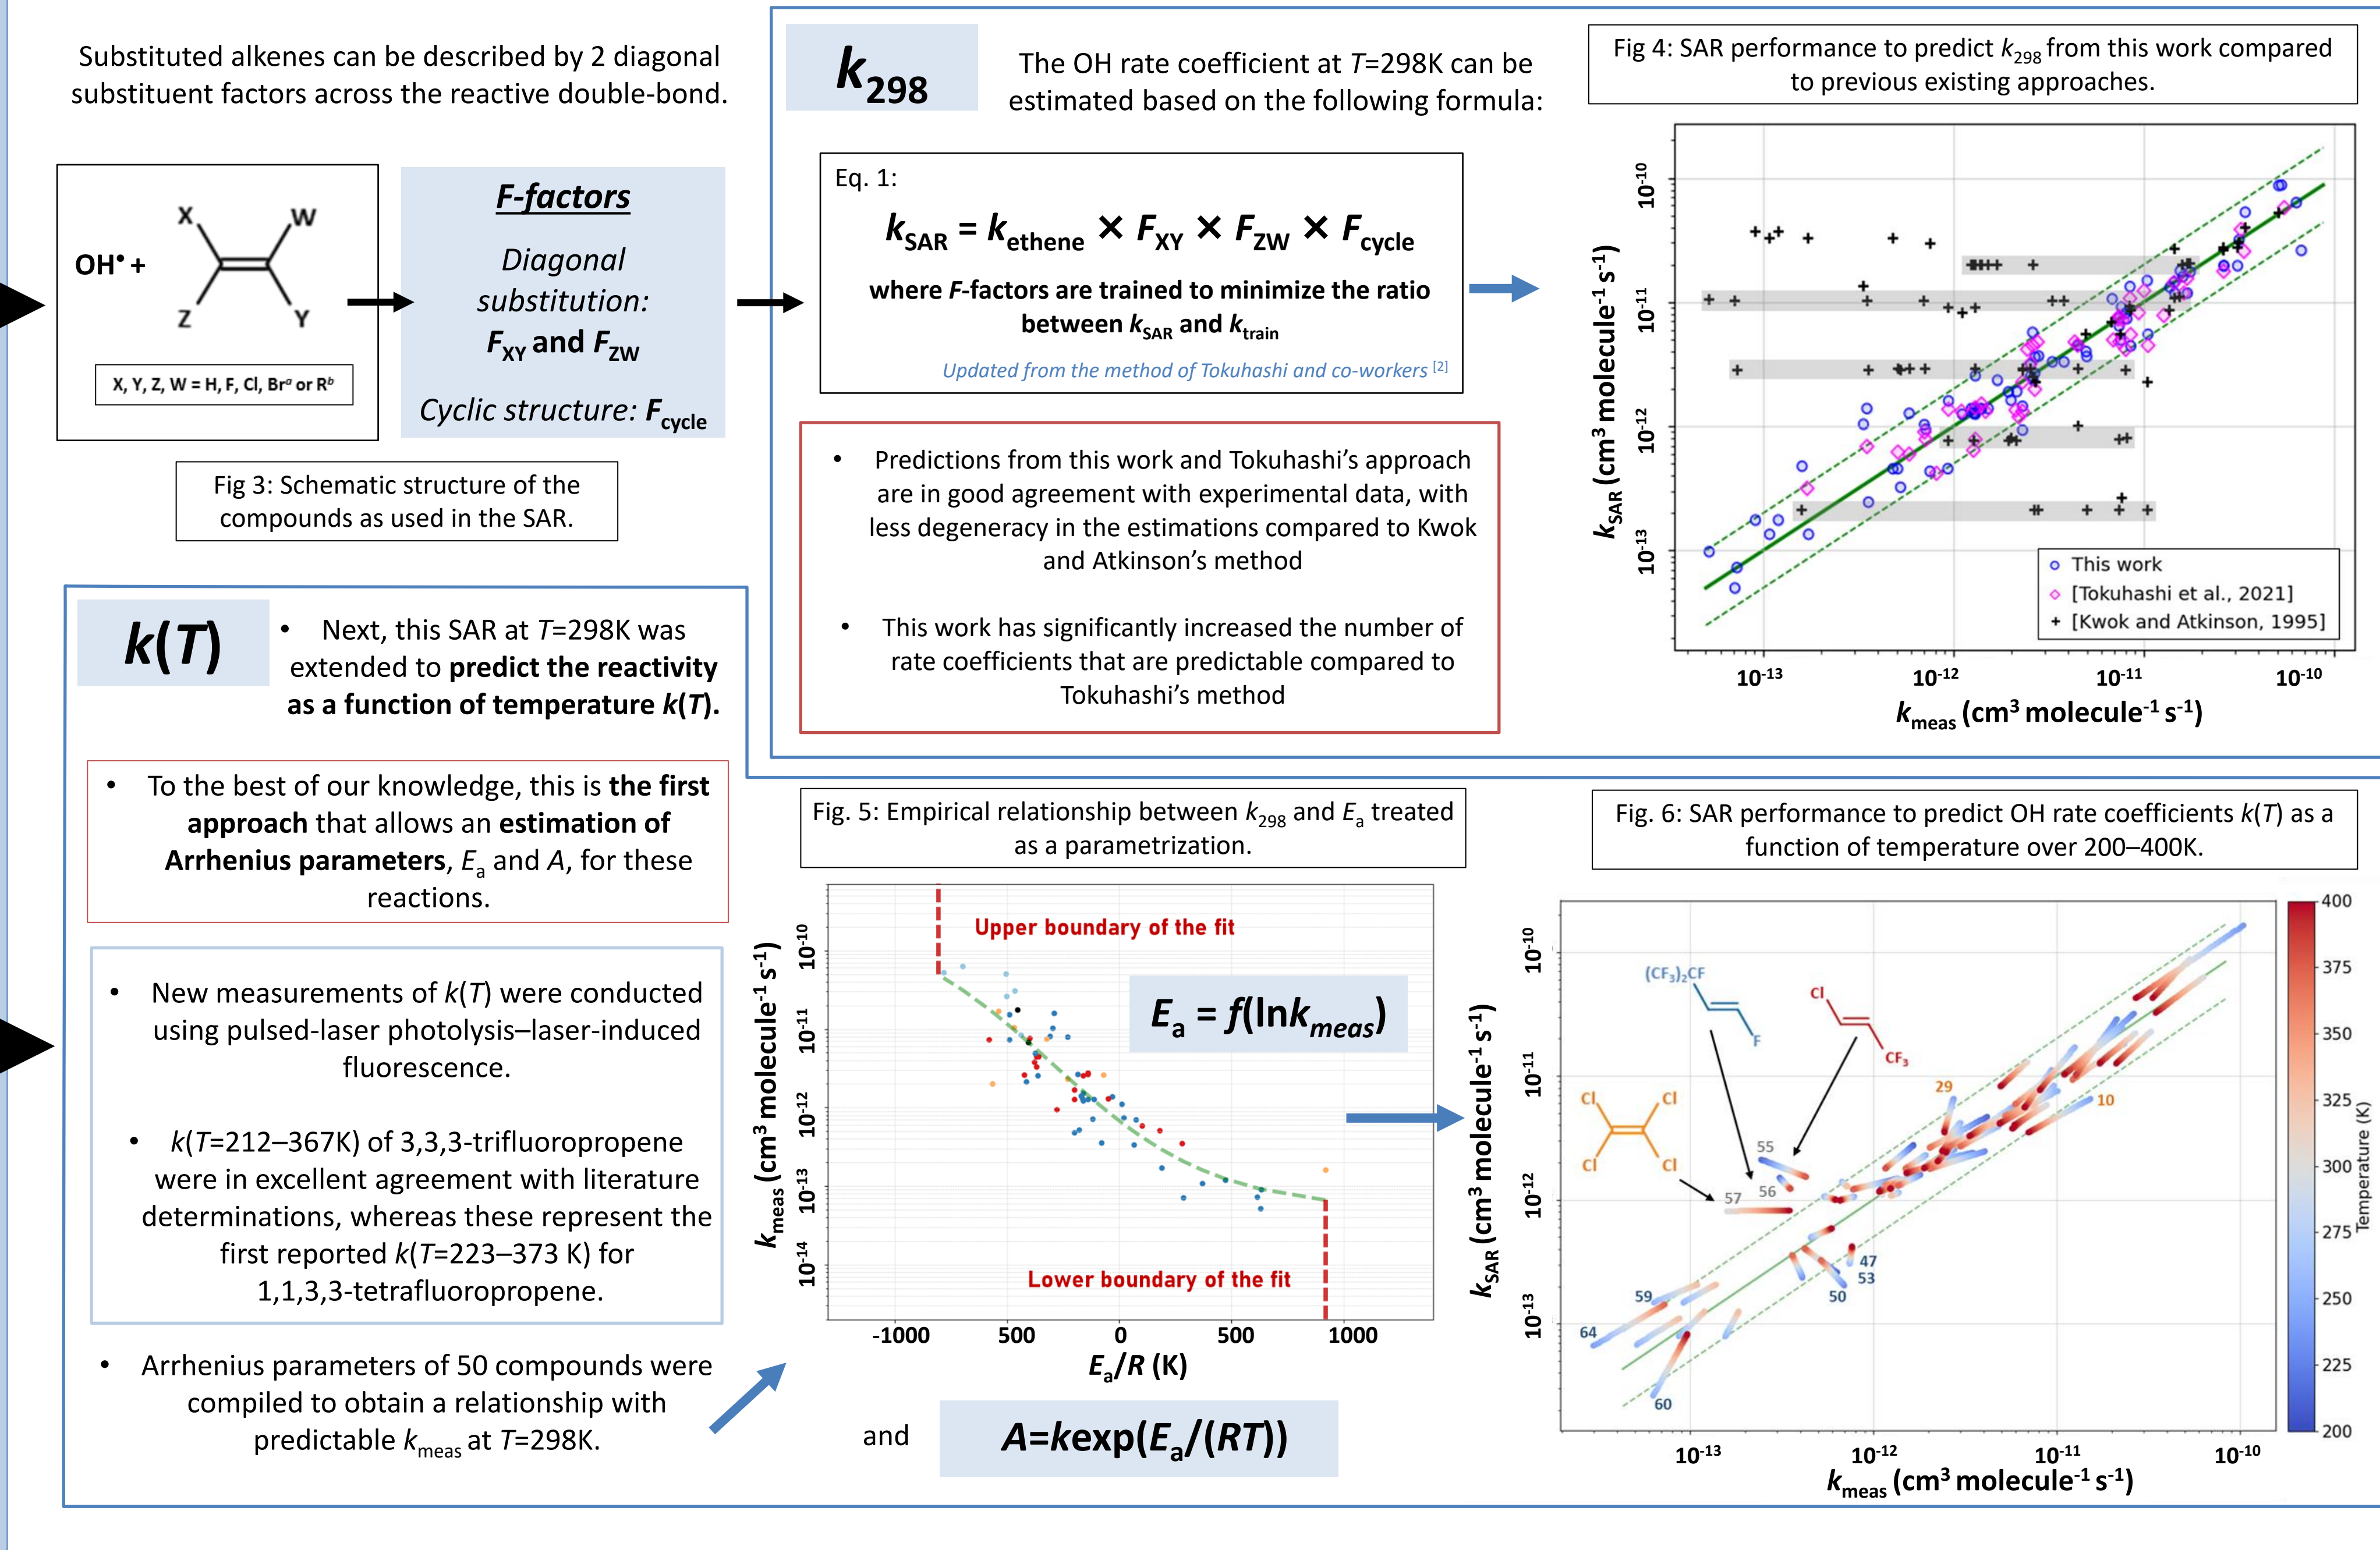 Substituted alkenes can be described by 2 diagonal
substituent factors across the reactive double-bond.
OH• +
X
W
Z
Y
X, Y, Z, W = H, F, Cl, Brᵃ or Rᵇ
F-factors
Diagonal
substitution:
F_XY and F_ZW
Cyclic structure: F_cycle
Fig 3: Schematic structure of the
compounds as used in the SAR.
k₂₉₈
The OH rate coefficient at T=298K can be
estimated based on the following formula:
Eq. 1:
k_SAR = k_ethene × F_XY × F_ZW × F_cycle
where F-factors are trained to minimize the ratio
between k_SAR and k_train
Updated from the method of Tokuhashi and co-workers [2]
• Predictions from this work and Tokuhashi’s approach
are in good agreement with experimental data, with
less degeneracy in the estimations compared to Kwok
and Atkinson’s method
• This work has significantly increased the number of
rate coefficients that are predictable compared to
Tokuhashi’s method
Fig 4: SAR performance to predict k₂₉₈ from this work compared
to previous existing approaches.
k_SAR (cm³ molecule⁻¹ s⁻¹)
10⁻¹⁰
10⁻¹¹
10⁻¹²
10⁻¹³
This work
[Tokuhashi et al., 2021]
[Kwok and Atkinson, 1995]
10⁻¹³ 10⁻¹² 10⁻¹¹ 10⁻¹⁰
k_meas (cm³ molecule⁻¹ s⁻¹)
k(T)
• Next, this SAR at T=298K was
extended to predict the reactivity
as a function of temperature k(T).
• To the best of our knowledge, this is the first
approach that allows an estimation of
Arrhenius parameters, Eₐ and A, for these
reactions.
• New measurements of k(T) were conducted
using pulsed-laser photolysis–laser-induced
fluorescence.
• k(T=212–367K) of 3,3,3-trifluoropropene
were in excellent agreement with literature
determinations, whereas these represent the
first reported k(T=223–373 K) for
1,1,3,3-tetrafluoropropene.
• Arrhenius parameters of 50 compounds were
compiled to obtain a relationship with
predictable k_meas at T=298K.
Fig. 5: Empirical relationship between k₂₉₈ and Eₐ treated
as a parametrization.
k_meas (cm³ molecule⁻¹ s⁻¹)
10⁻¹⁰
10⁻¹¹
10⁻¹²
10⁻¹³
10⁻¹⁴
Upper boundary of the fit
Eₐ = f(lnk_meas)
Lower boundary of the fit
-1000 500 0 500 1000
Eₐ/R (K)
and
A=kexp(Eₐ/(RT))
Fig. 6: SAR performance to predict OH rate coefficients k(T) as a
function of temperature over 200–400K.
k_SAR (cm³ molecule⁻¹ s⁻¹)
10⁻¹⁰
10⁻¹¹
10⁻¹²
10⁻¹³
(CF₃)₂CF
F
Cl
CF₃
Cl
Cl
Cl
Cl
29
10
55
56
57
47
53
50
59
64
60
10⁻¹³ 10⁻¹² 10⁻¹¹ 10⁻¹⁰
k_meas (cm³ molecule⁻¹ s⁻¹)
400
375
350
325
300
275
250
225
200
Temperature (K)